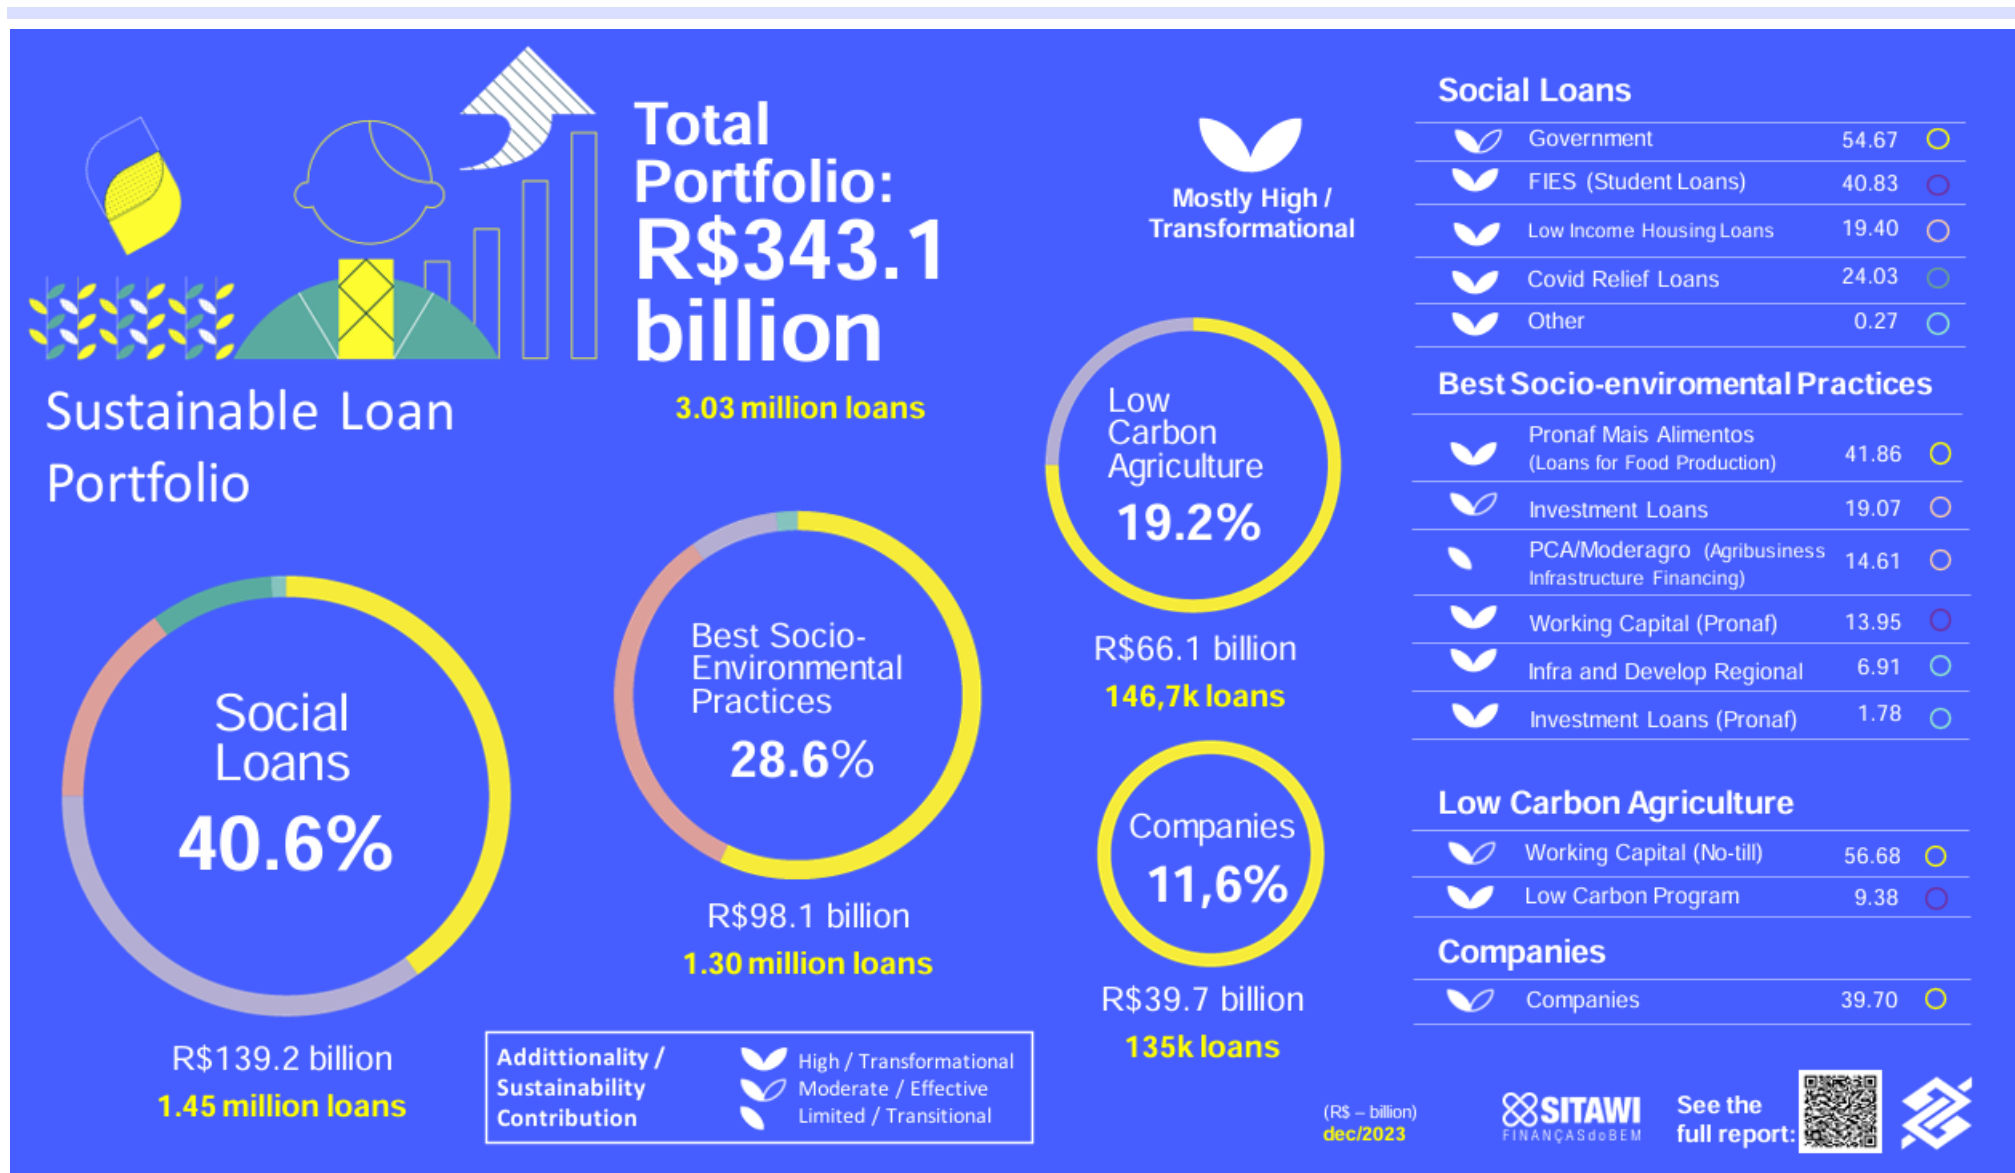 Sustainable Loan
Portfolio
Total
Portfolio:
R$343.1
billion
3.03 million loans
Mostly High /
Transformational
Social
Loans
40.6%
R$139.2 billion
1.45 million loans
Best Socio-
Environmental
Practices
28.6%
R$98.1 billion
1.30 million loans
Low
Carbon
Agriculture
19.2%
R$66.1 billion
146,7k loans
Companies
11,6%
R$39.7 billion
135k loans
Addittionality /
Sustainability
Contribution
High / Transformational
Moderate / Effective
Limited / Transitional
Social Loans
Government 54.67
FIES (Student Loans) 40.83
Low Income Housing Loans 19.40
Covid Relief Loans 24.03
Other 0.27
Best Socio-enviromental Practices
Pronaf Mais Alimentos
(Loans for Food Production) 41.86
Investment Loans 19.07
PCA/Moderagro (Agribusiness
Infrastructure Financing) 14.61
Working Capital (Pronaf) 13.95
Infra and Develop Regional 6.91
Investment Loans (Pronaf) 1.78
Low Carbon Agriculture
Working Capital (No-till) 56.68
Low Carbon Program 9.38
Companies
Companies 39.70
(R$ – billion)
dec/2023
SITAWI
FINANÇASdoBEM
See the
full report: